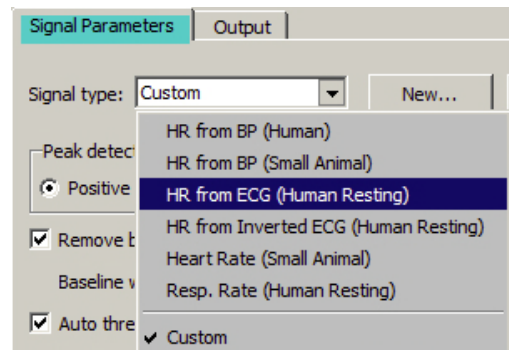 Signal Parameters Output
Signal type: Custom New...
HR from BP (Human)
Peak detec
HR from BP (Small Animal)
Positive
HR from ECG (Human Resting)
HR from Inverted ECG (Human Resting)
Remove b
Heart Rate (Small Animal)
Baseline
Resp. Rate (Human Resting)
Auto thre
Custom